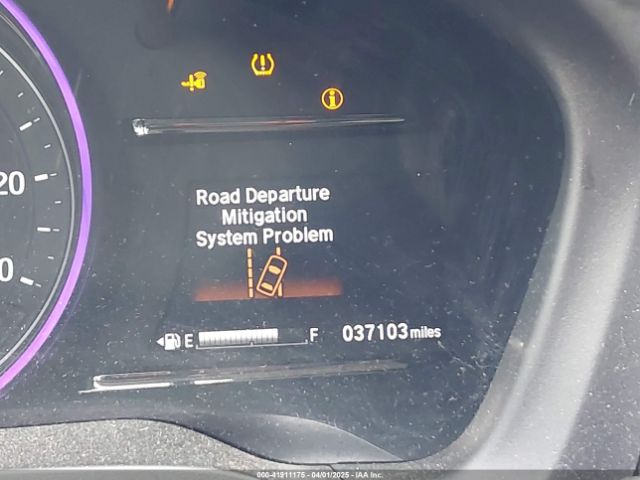 20
0
Road Departure
Mitigation
System Problem
E F 037103 miles
000-41911175 04/01/2025 IAA Inc.